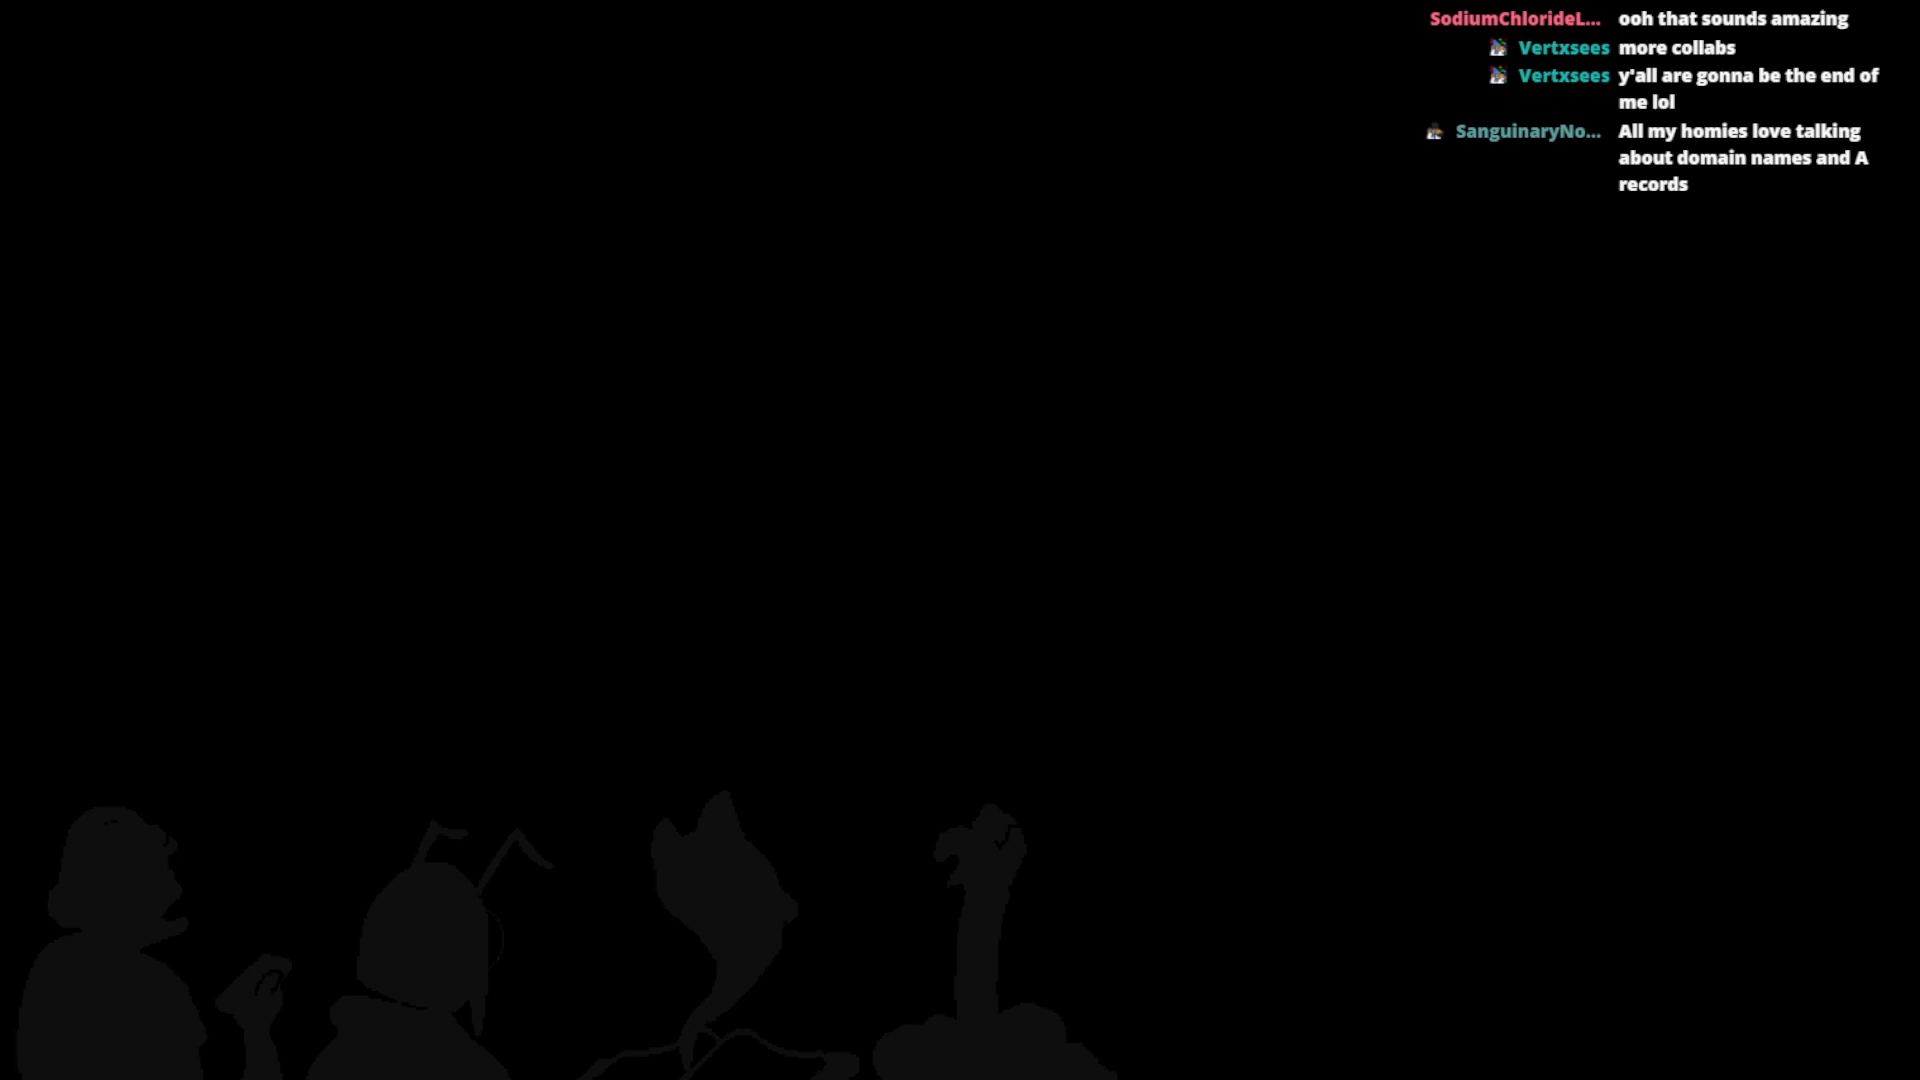 SodiumChlorideL... ooh that sounds amazing
Vertxsees more collabs
Vertxsees y'all are gonna be the end of
me lol
SanguinaryNo... All my homies love talking
about domain names and A
records